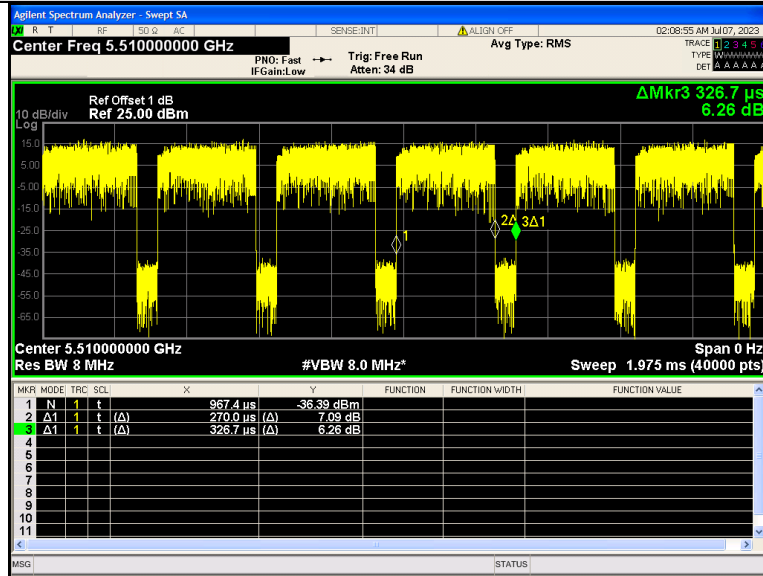 Agilent Spectrum Analyzer - Swept SA
LXI R T RF 50 Ω AC SENSE:INT ALIGN OFF 02:08:55 AM Jul 07, 2023
Center Freq 5.510000000 GHz
Avg Type: RMS
TRACE 1 2 3 4 5
PNO: Fast Trig: Free Run
TYPE
IFGain:Low Atten: 34 dB
DET A A A A A A
ΔMkr3 326.7 µs
6.26 dB
Ref Offset 1 dB
10 dB/div Ref 25.00 dBm
Log
15.0
5.00
-5.00
-15.0
-25.0
-35.0
-45.0
-55.0
-65.0
1
2Δ 3Δ1
Center 5.510000000 GHz Span 0 Hz
Res BW 8 MHz #VBW 8.0 MHz* Sweep 1.975 ms (40000 pts)
MKR MODE TRC SCL X Y FUNCTION FUNCTION WIDTH FUNCTION VALUE
1 N 1 t 967.4 µs -36.39 dBm
2 Δ1 1 t (Δ) 270.0 µs (Δ) 7.09 dB
3 Δ1 1 t (Δ) 326.7 µs (Δ) 6.26 dB
4
5
6
7
8
9
10
11
MSG STATUS